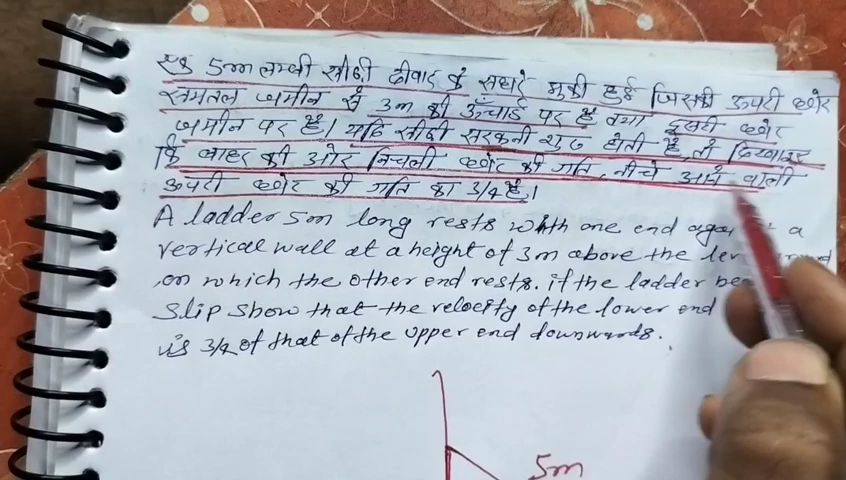 एक 5m लम्बी सीढी दीवाद के सहारे झुकी हुई जिसकी ऊपरी छोर
समतल जमीन से 3m की ऊँचाई पर है तथा दूसरी छोर
जमीन पर है। यदि सीढी सरकनी शुरू होती है, तो दिखाइए
कि बाहर की ओर निचली छोर की गति, नीचे आने वाली
ऊपरी छोर की गति का 3/4 है।
A ladder 5m long rests with one end a
vertical wall at a height of 3m above the
on which the other end rests. if the ladder
slip show that the velocity of the lower end
is 3/4 of that of the upper end downwards.
5m